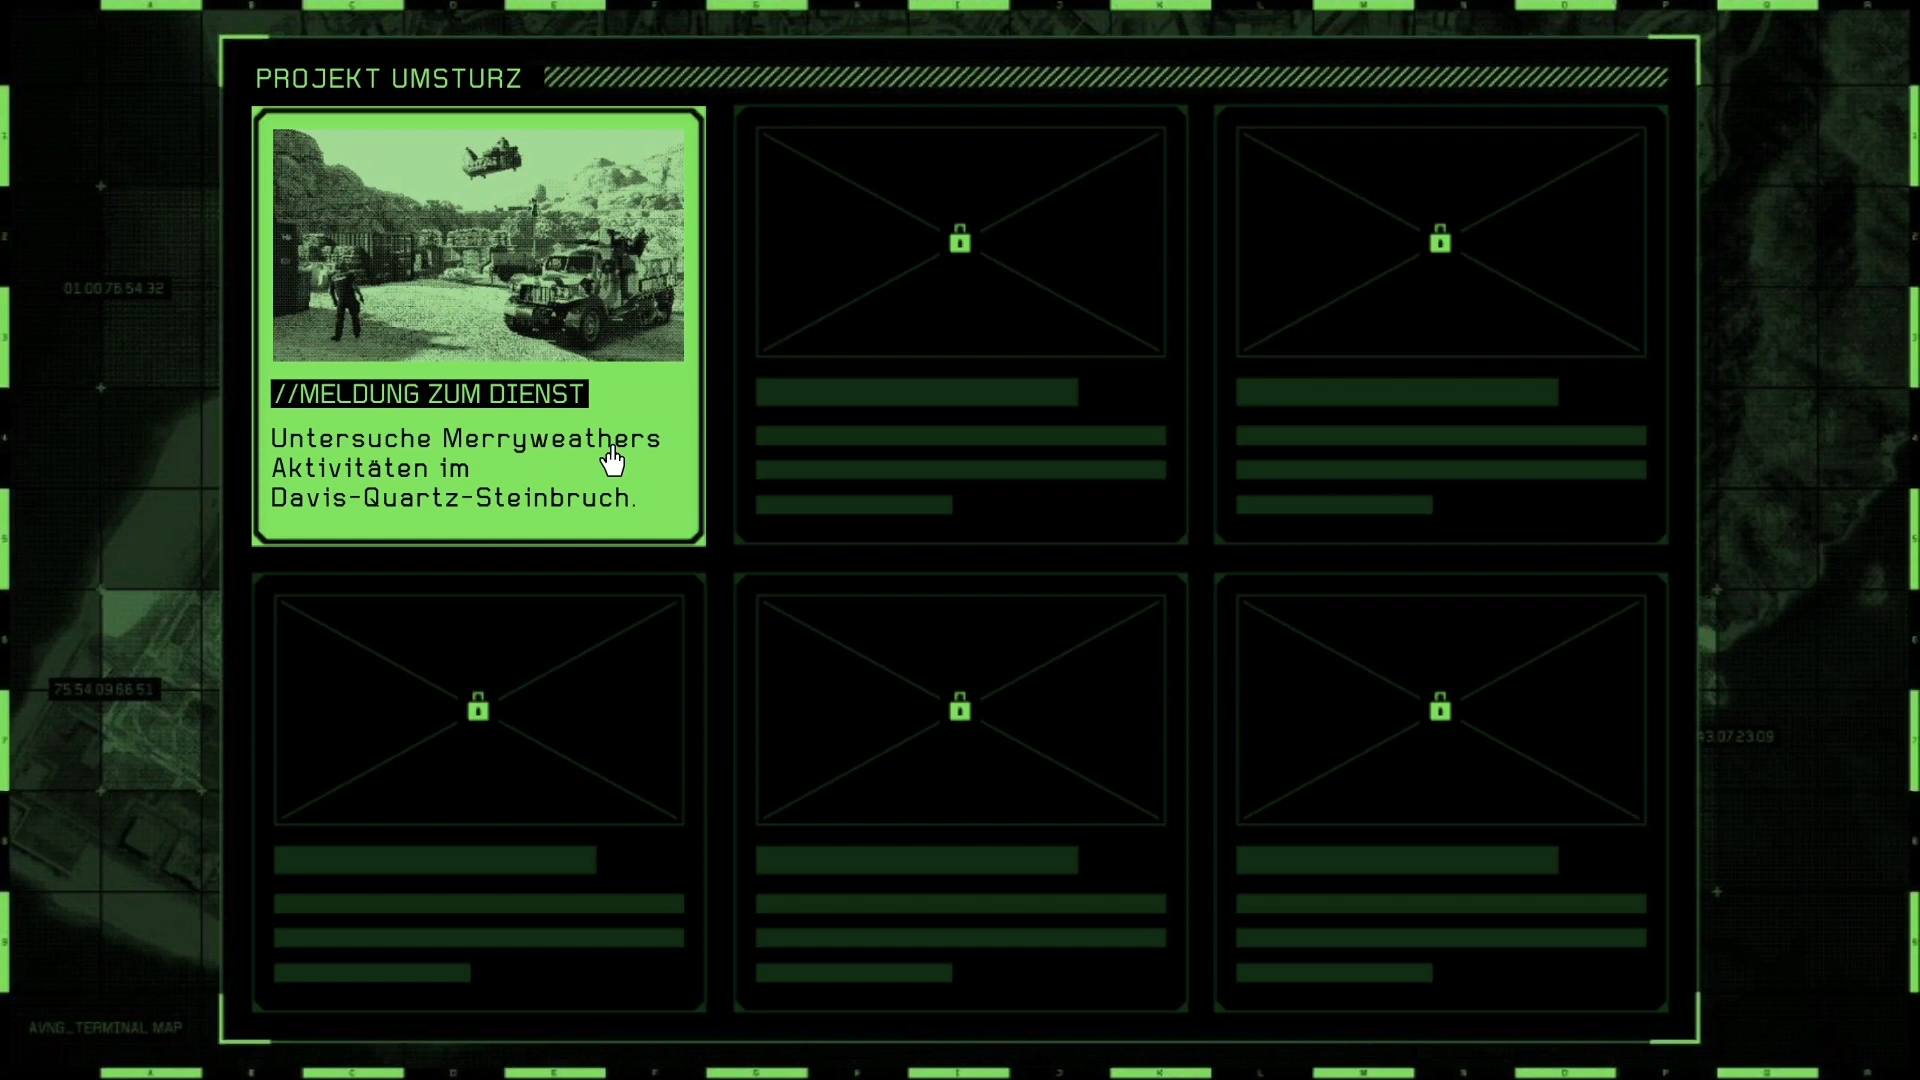 PROJEKT UMSTURZ
//MELDUNG ZUM DIENST
Untersuche Merryweathers
Aktivitäten im
Davis-Quartz-Steinbruch.
01.00.75.54.32
75.54.09.66.51
43.07.23.09
AVNG_TERMINAL MAP